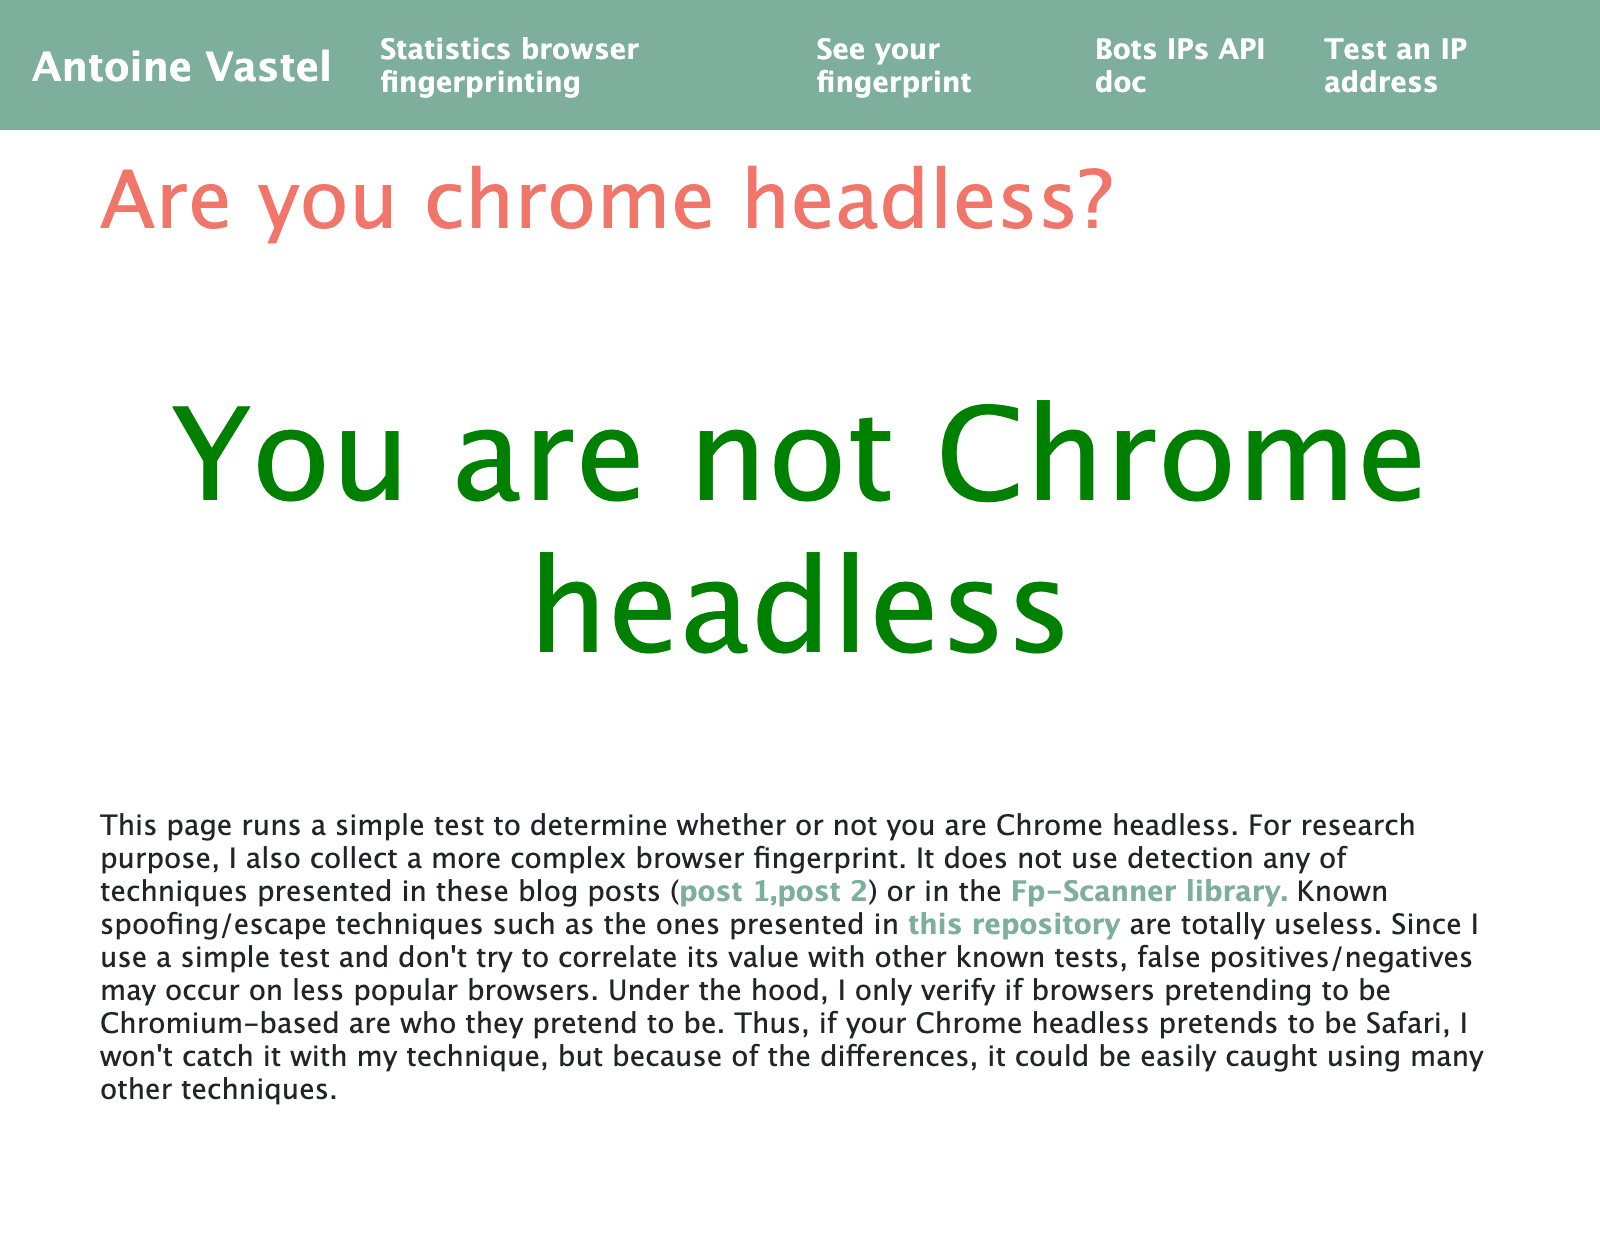 Antoine Vastel
Statistics browser
fingerprinting
See your
fingerprint
Bots IPs API
doc
Test an IP
address
Are you chrome headless?
You are not Chrome
headless
This page runs a simple test to determine whether or not you are Chrome headless. For research
purpose, I also collect a more complex browser fingerprint. It does not use detection any of
techniques presented in these blog posts (post 1,post 2) or in the Fp-Scanner library. Known
spoofing/escape techniques such as the ones presented in this repository are totally useless. Since I
use a simple test and don't try to correlate its value with other known tests, false positives/negatives
may occur on less popular browsers. Under the hood, I only verify if browsers pretending to be
Chromium-based are who they pretend to be. Thus, if your Chrome headless pretends to be Safari, I
won't catch it with my technique, but because of the differences, it could be easily caught using many
other techniques.